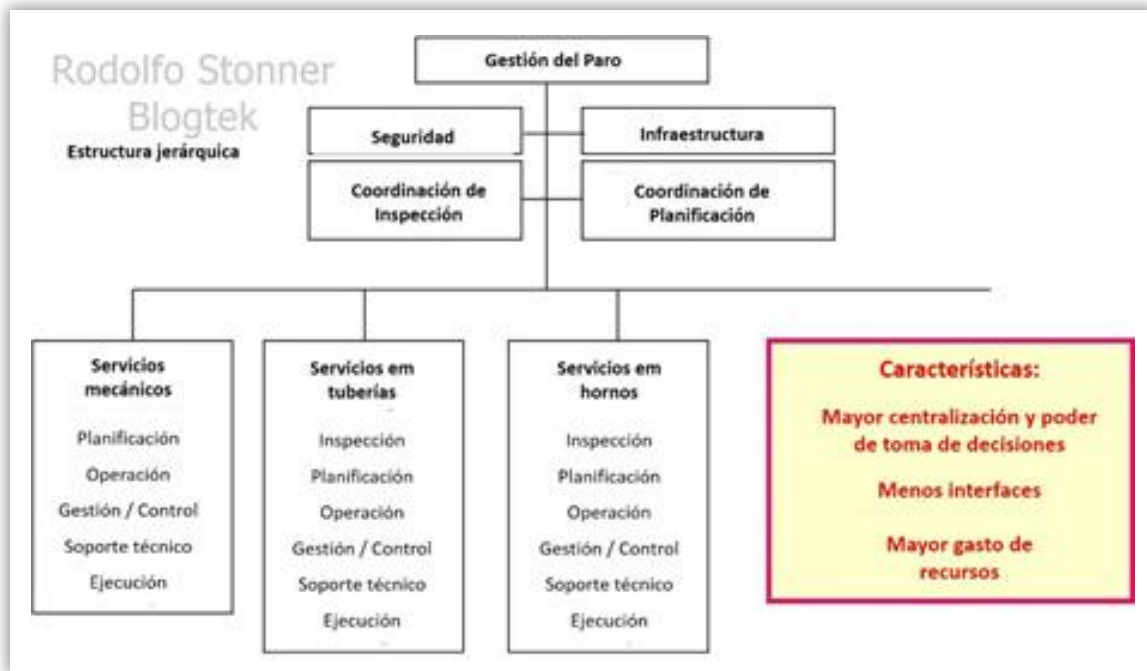 Rodolfo Stonner
Blogtek
Estructura jerárquica
Gestión del Paro
Seguridad
Infraestructura
Coordinación de
Inspección
Coordinación de
Planificación
Servicios
mecánicos
Planificación
Operación
Gestión / Control
Soporte técnico
Ejecución
Servicios em
tuberías
Inspección
Planificación
Operación
Gestión / Control
Soporte técnico
Ejecución
Servicios em
hornos
Inspección
Planificación
Operación
Gestión / Control
Soporte técnico
Ejecución
Característícas:
Mayor centralización y poder
de toma de decisiones
Menos interfaces
Mayor gasto de
recursos